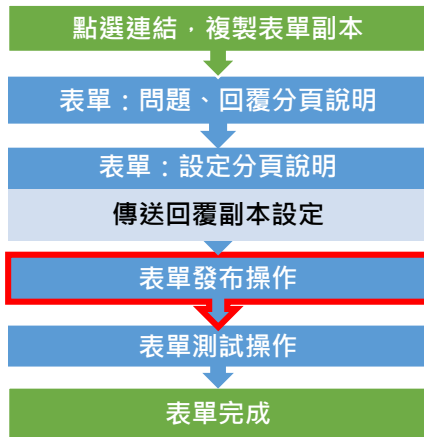 點選連結，複製表單副本
表單：問題、回覆分頁說明
表單：設定分頁說明
傳送回覆副本設定
表單發布操作
表單測試操作
表單完成